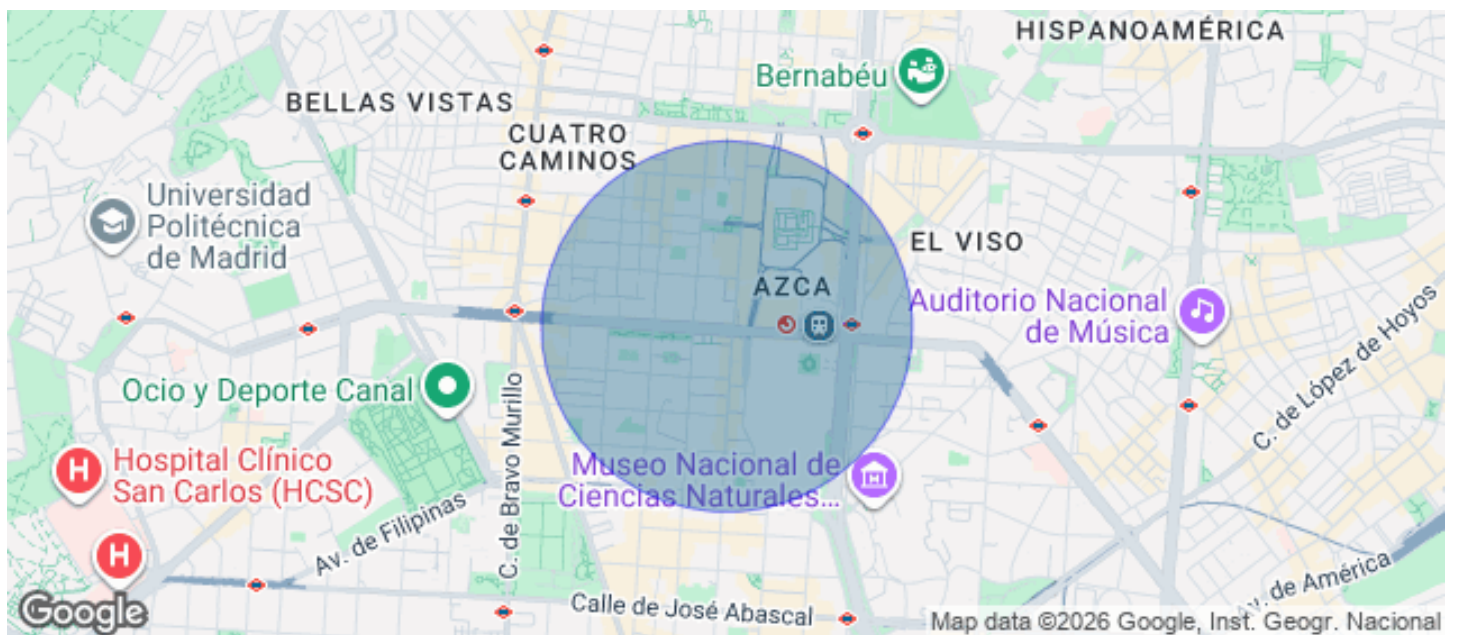 HISPANOAMÉRICA
Bernabéu
BELLAS VISTAS
CUATRO
CAMINOS
Universidad
Politécnica
de Madrid
EL VISO
AZCA
Auditorio Nacional
de Música
Ocio y Deporte Canal
C. de López de Hoyos
C. de Bravo Murillo
Hospital Clínico
San Carlos (HCSC)
H
Museo Nacional de
Ciencias Naturales...
Av. de Filipinas
H
Av. de América
Calle de José Abascal
Google
Map data ©2026 Google, Inst. Geogr. Nacional